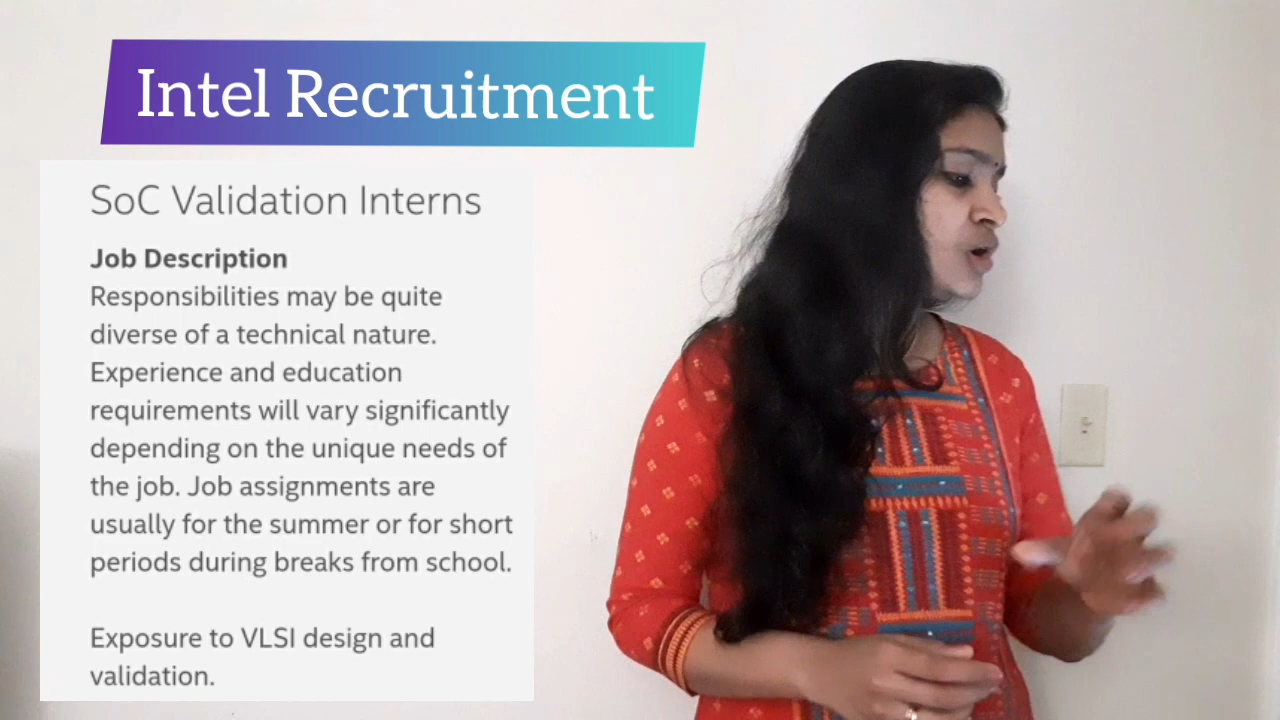 Intel Recruitment
SoC Validation Interns
Job Description
Responsibilities may be quite
diverse of a technical nature.
Experience and education
requirements will vary significantly
depending on the unique needs of
the job. Job assignments are
usually for the summer or for short
periods during breaks from school.
Exposure to VLSI design and
validation.